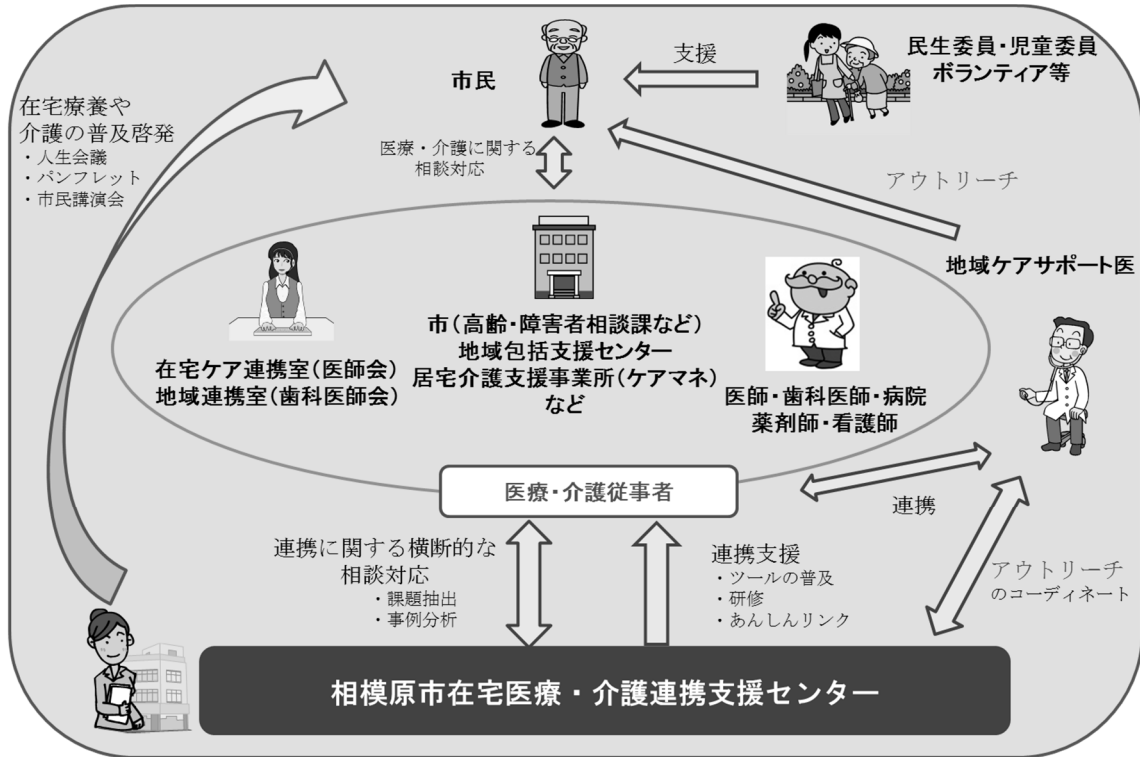 市民
支援
民生委員・児童委員
ボランティア等
在宅療養や
介護の普及啓発
・人生会議
・パンフレット
・市民講演会
医療・介護に関する
相談対応
アウトリーチ
地域ケアサポート医
在宅ケア連携室（医師会）
地域連携室（歯科医師会）
市（高齢・障害者相談課など）
地域包括支援センター
居宅介護支援事業所（ケアマネ）
など
医師・歯科医師・病院
薬剤師・看護師
医療・介護従事者
連携
連携に関する横断的な
相談対応
・課題抽出
・事例分析
連携支援
・ツールの普及
・研修
・あんしんリンク
アウトリーチ
のコーディネート
相模原市在宅医療・介護連携支援センター